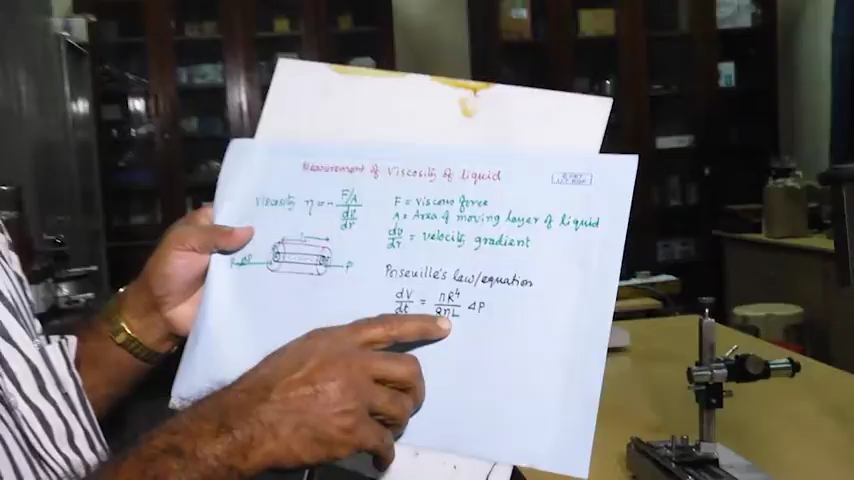 Measurement of Viscosity of liquid
Viscosity η = - F/A / dv/dr
F = Viscous force
A = Area of moving layer of liquid
dv/dr = velocity gradient
P
Poseuille's law/equation
dV/dt = πR⁴/8ηL ΔP